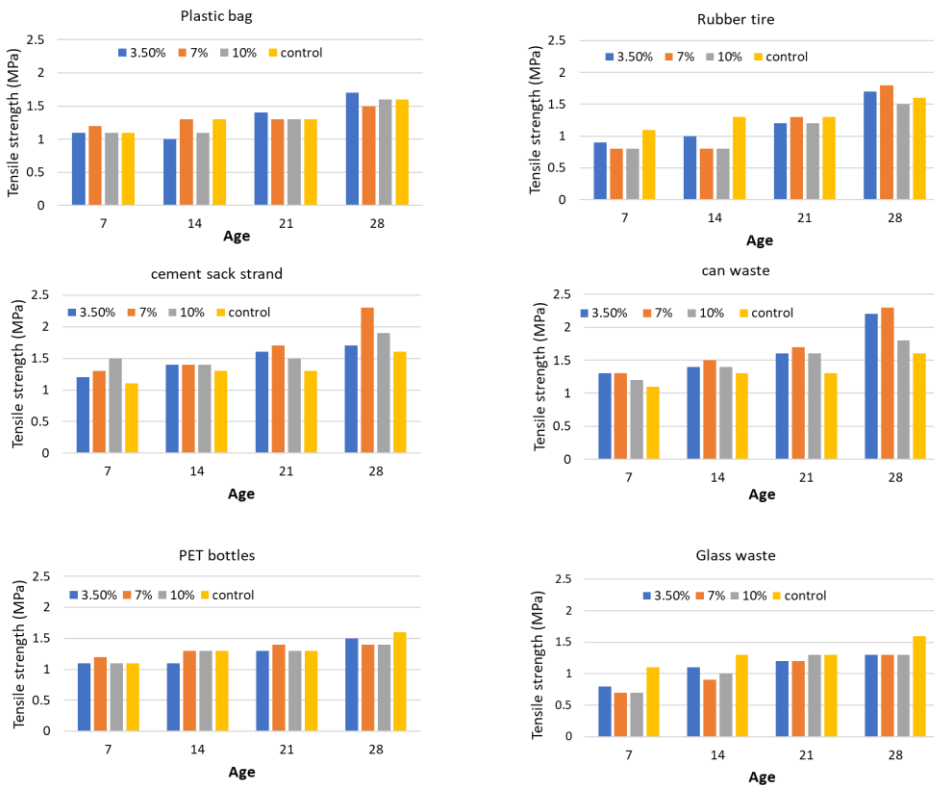 Plastic bag
Tensile strength (MPa)
2.5
2
1.5
1
0.5
0
3.50% 7% 10% control
7 14 21 28
Age
Rubber tire
Tensile strength (MPa)
2.5
2
1.5
1
0.5
0
3.50% 7% 10% control
7 14 21 28
Age
cement sack strand
Tensile strength (MPa)
2.5
2
1.5
1
0.5
0
3.50% 7% 10% control
7 14 21 28
Age
can waste
Tensile strength (MPa)
2.5
2
1.5
1
0.5
0
3.50% 7% 10% control
7 14 21 28
Age
PET bottles
Tensile strength (MPa)
2.5
2
1.5
1
0.5
0
3.50% 7% 10% control
7 14 21 28
Age
Glass waste
Tensile strength (MPa)
2.5
2
1.5
1
0.5
0
3.50% 7% 10% control
7 14 21 28
Age